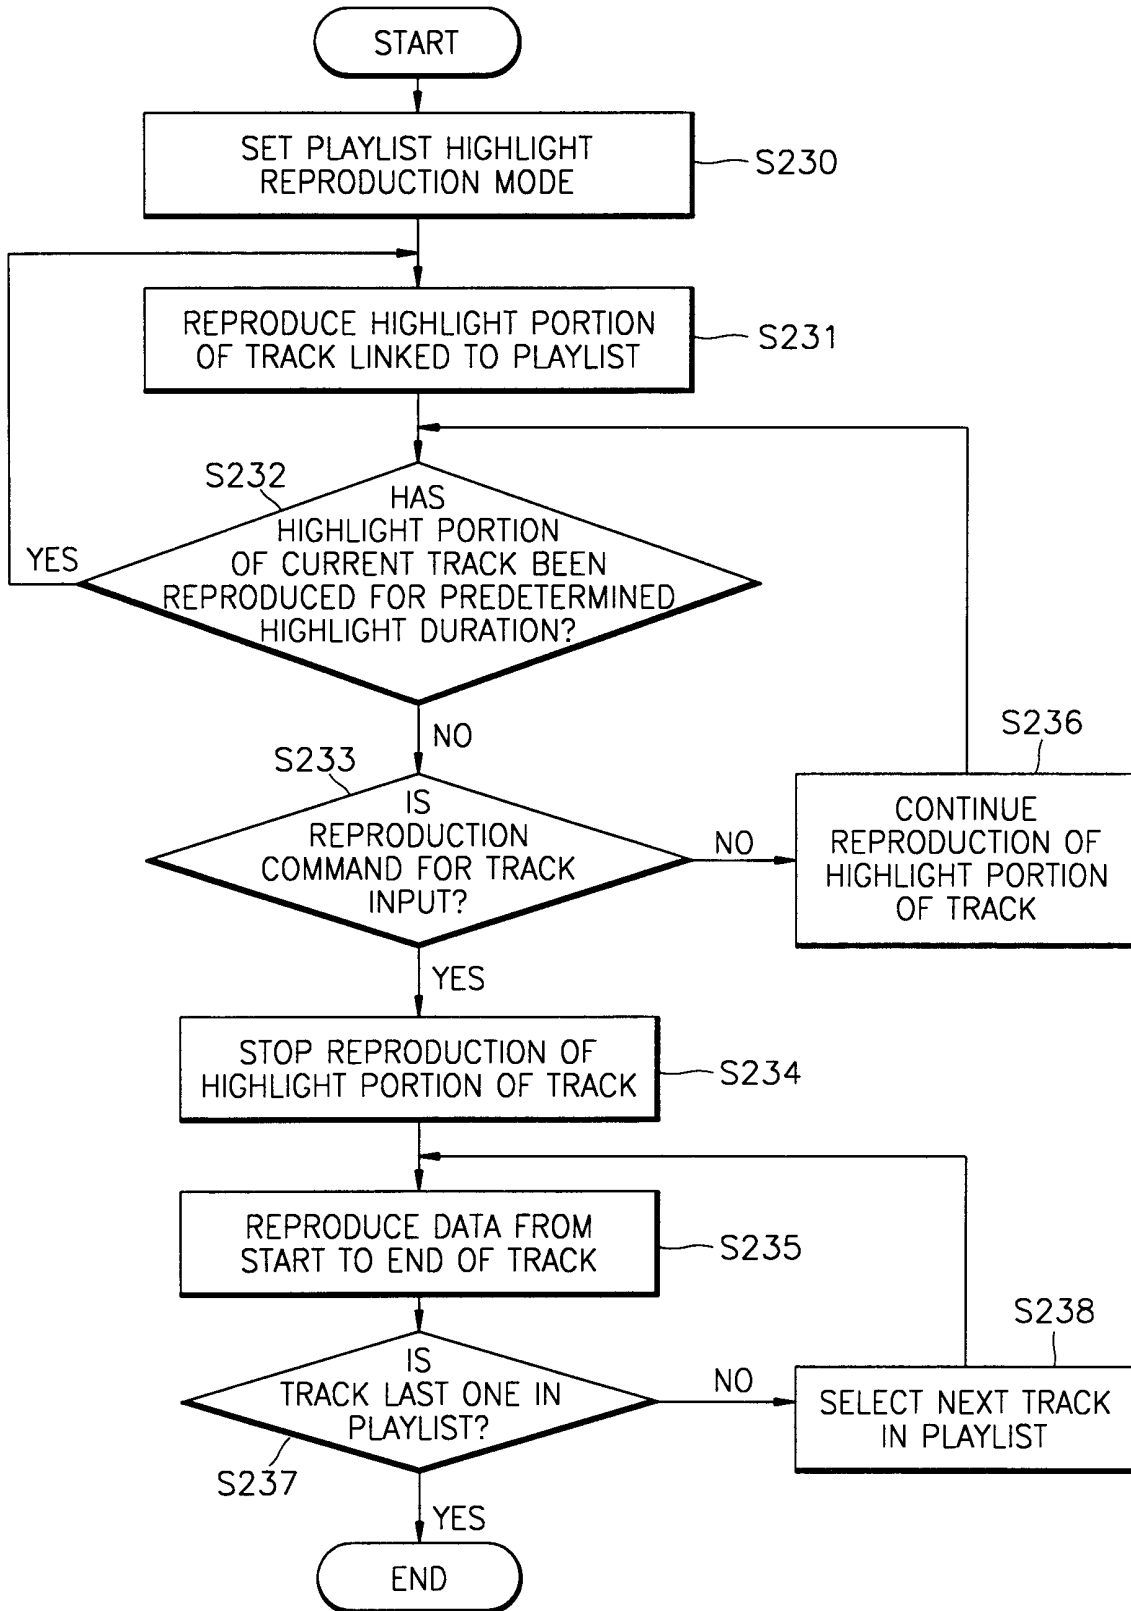 START
SET PLAYLIST HIGHLIGHT
REPRODUCTION MODE
S230
REPRODUCE HIGHLIGHT PORTION
OF TRACK LINKED TO PLAYLIST
S231
S232
HAS
HIGHLIGHT PORTION
OF CURRENT TRACK BEEN
REPRODUCED FOR PREDETERMINED
HIGHLIGHT DURATION?
YES
NO
S233
IS
REPRODUCTION
COMMAND FOR TRACK
INPUT?
NO
S236
CONTINUE
REPRODUCTION OF
HIGHLIGHT PORTION
OF TRACK
YES
STOP REPRODUCTION OF
HIGHLIGHT PORTION OF TRACK
S234
REPRODUCE DATA FROM
START TO END OF TRACK
S235
IS
TRACK LAST ONE IN
PLAYLIST?
S237
NO
S238
SELECT NEXT TRACK
IN PLAYLIST
YES
END